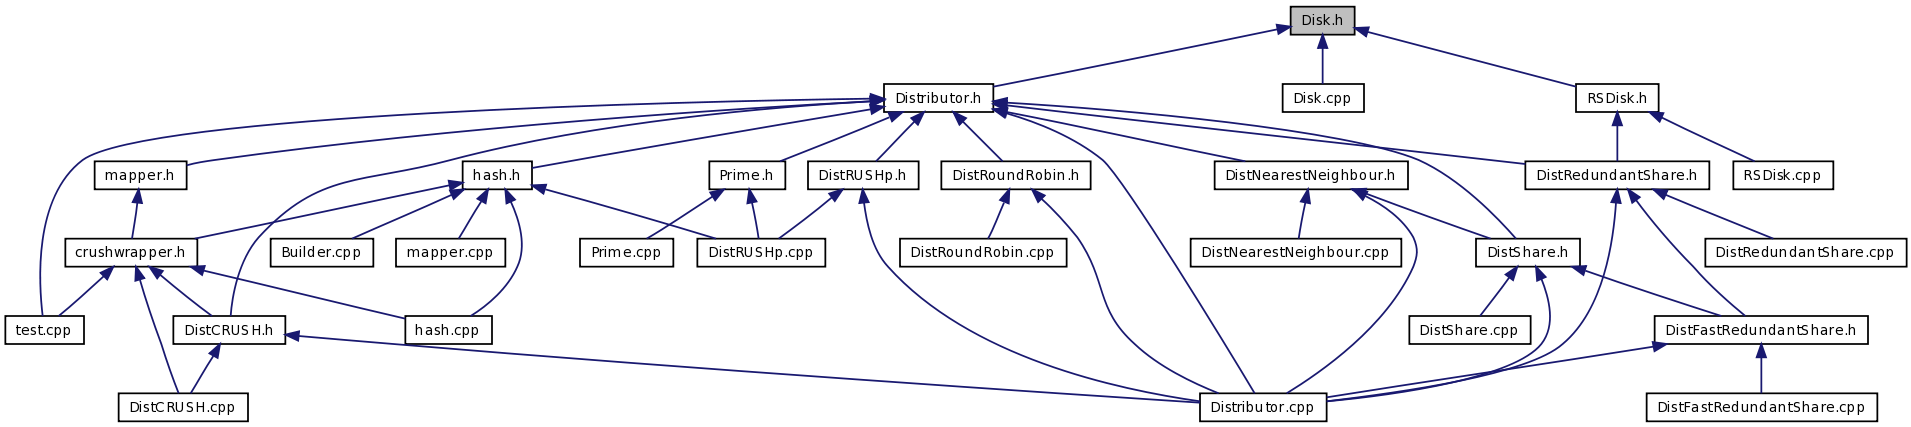 Disk.h
Distributor.h
Disk.cpp
RSDisk.h
mapper.h
hash.h
Prime.h
DistRUSHp.h
DistRoundRobin.h
DistNearestNeighbour.h
DistRedundantShare.h
RSDisk.cpp
crushwrapper.h
Builder.cpp
mapper.cpp
Prime.cpp
DistRUSHp.cpp
DistRoundRobin.cpp
DistNearestNeighbour.cpp
DistShare.h
DistRedundantShare.cpp
test.cpp
DistCRUSH.h
hash.cpp
DistShare.cpp
DistFastRedundantShare.h
DistCRUSH.cpp
Distributor.cpp
DistFastRedundantShare.cpp